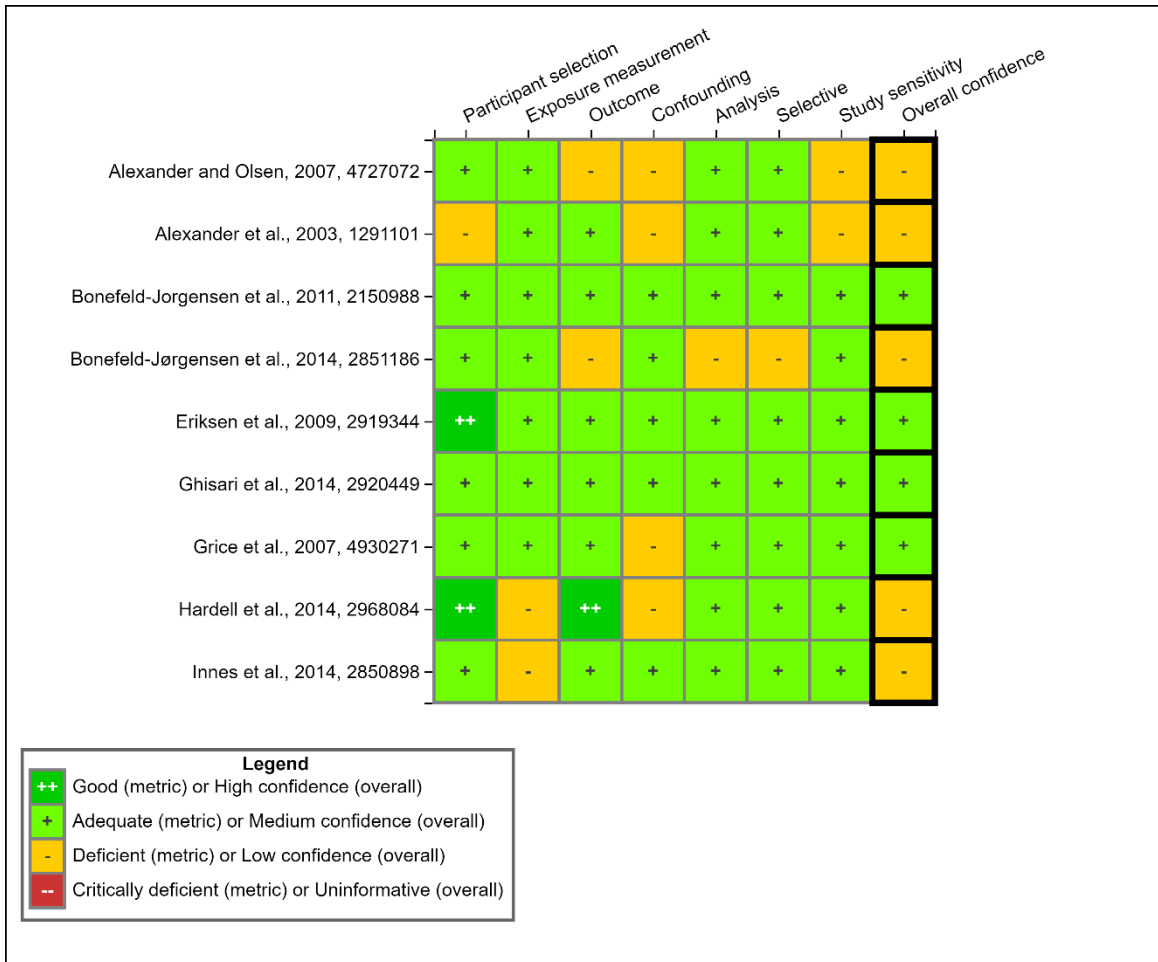 Participant selection
Exposure measurement
Outcome
Confounding
Analysis
Selective
Study sensitivity
Overall confidence
Alexander and Olsen, 2007, 4727072 + + - - + + - -
Alexander et al., 2003, 1291101 - + + - + + - -
Bonefeld-Jorgensen et al., 2011, 2150988 + + + + + + + +
Bonefeld-Jørgensen et al., 2014, 2851186 + + - + - - + -
Eriksen et al., 2009, 2919344 ++ + + + + + + +
Ghisari et al., 2014, 2920449 + + + + + + + +
Grice et al., 2007, 4930271 + + + - + + + +
Hardell et al., 2014, 2968084 ++ - ++ - + + + -
Innes et al., 2014, 2850898 + - + + + + + -
Legend
++ Good (metric) or High confidence (overall)
+ Adequate (metric) or Medium confidence (overall)
- Deficient (metric) or Low confidence (overall)
-- Critically deficient (metric) or Uninformative (overall)